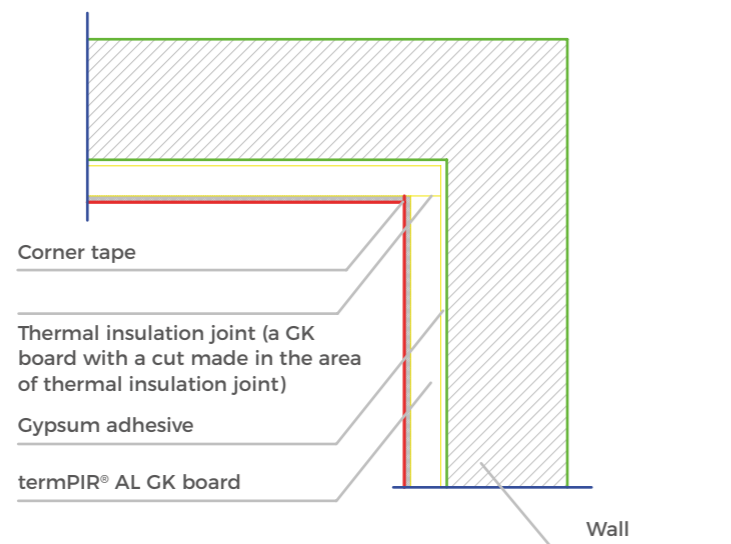 Corner tape
Thermal insulation joint (a GK
board with a cut made in the area
of thermal insulation joint)
Gypsum adhesive
termPIR® AL GK board
Wall